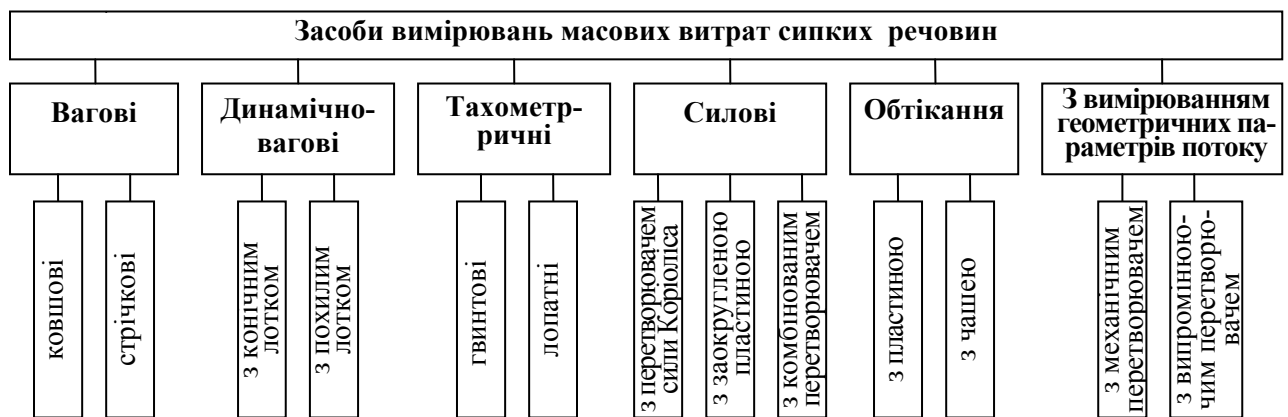 Засоби вимірювань масових витрат сипких речовин
Вагові
Динамічно-
вагові
Тахометр-
ричні
Силові
Обтікання
З вимірюванням
геометричних па-
раметрів потоку
ковшові
стрічкові
з конічним
лотком
з похилим
лотком
гвинтові
лопатні
з перетворювачем
сили Коріоліса
з заокругленою
пластиною
з комбінованим
перетворювачем
з пластиною
з чашею
з механічним
перетворювачем
з випромінюю-
чим перетворю-
вачем